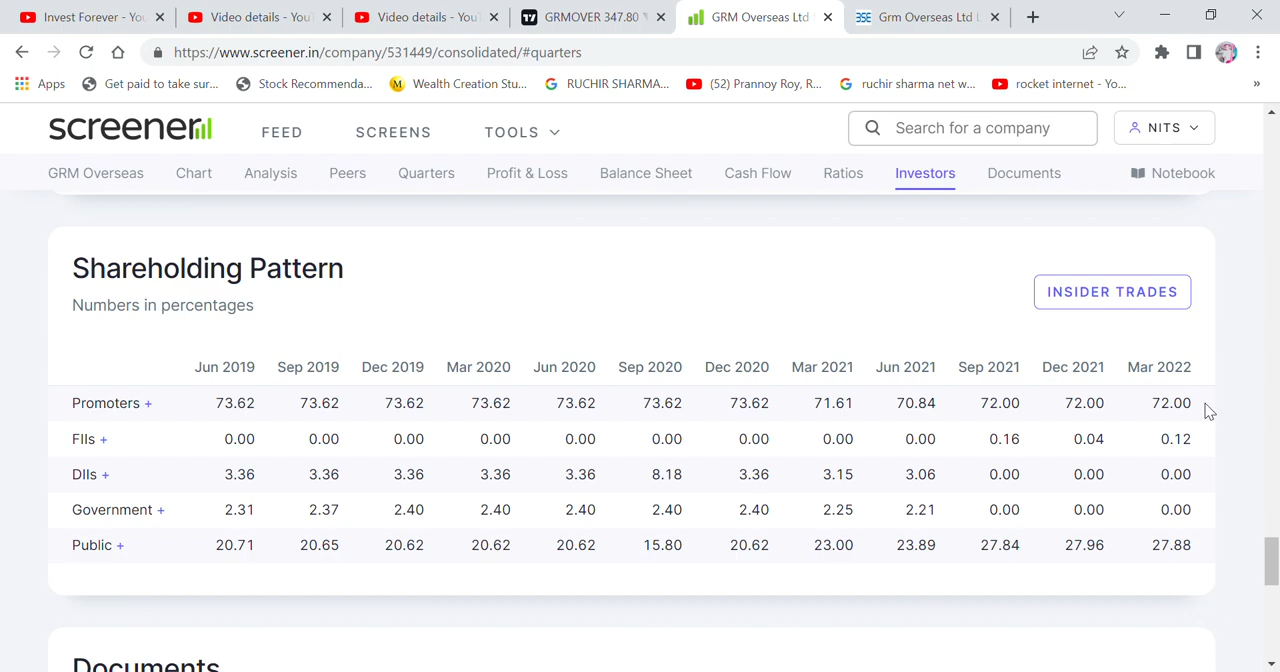 Invest Forever - You
Video details - YouT
Video details - YouT
GRMOVER 347.80
GRM Overseas Ltd
Grm Overseas Ltd
https://www.screener.in/company/531449/consolidated/#quarters
Apps Get paid to take sur... Stock Recommenda... M Wealth Creation Stu... RUCHIR SHARMA... (52) Prannoy Roy, R... ruchir sharma net w... rocket internet - Yo... »
screener FEED SCREENS TOOLS Search for a company NITS
GRM Overseas Chart Analysis Peers Quarters Profit & Loss Balance Sheet Cash Flow Ratios Investors Documents Notebook
Shareholding Pattern
Numbers in percentages
INSIDER TRADES
Jun 2019 Sep 2019 Dec 2019 Mar 2020 Jun 2020 Sep 2020 Dec 2020 Mar 2021 Jun 2021 Sep 2021 Dec 2021 Mar 2022
Promoters + 73.62 73.62 73.62 73.62 73.62 73.62 73.62 71.61 70.84 72.00 72.00 72.00
FIIs + 0.00 0.00 0.00 0.00 0.00 0.00 0.00 0.00 0.00 0.16 0.04 0.12
DIIs + 3.36 3.36 3.36 3.36 3.36 8.18 3.36 3.15 3.06 0.00 0.00 0.00
Government + 2.31 2.37 2.40 2.40 2.40 2.40 2.40 2.25 2.21 0.00 0.00 0.00
Public + 20.71 20.65 20.62 20.62 20.62 15.80 20.62 23.00 23.89 27.84 27.96 27.88
Documents